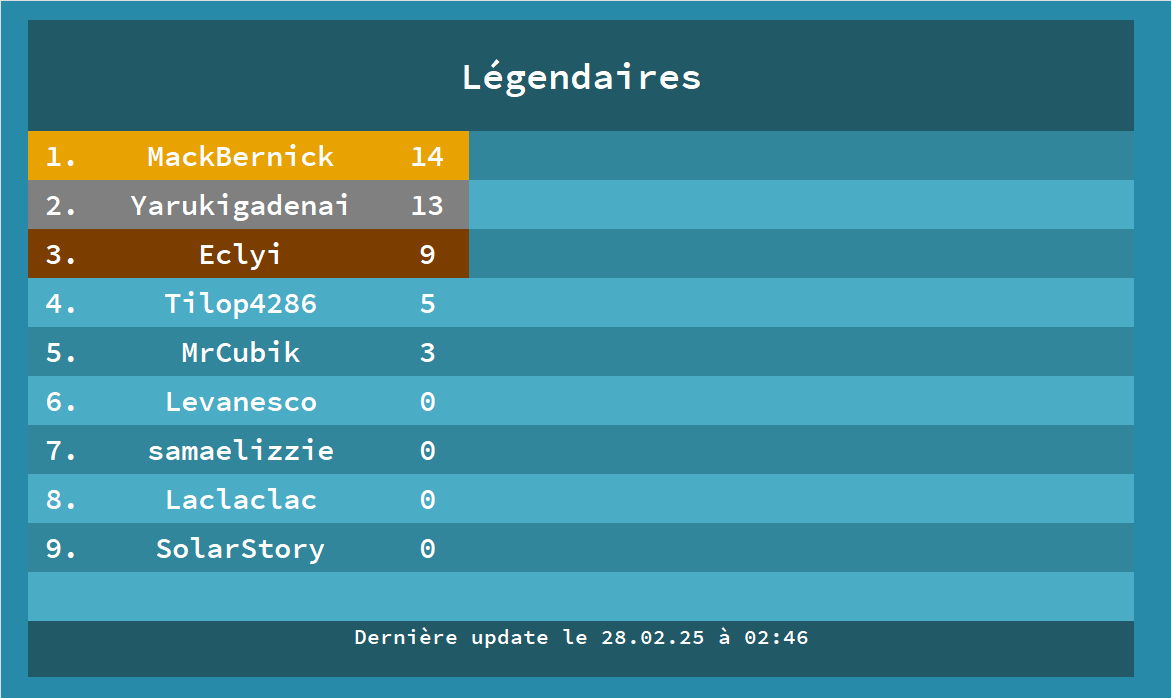 Légendaires
1. MackBernick 14
2. Yarukigadenai 13
3. Eclyi 9
4. Tilop4286 5
5. MrCubik 3
6. Levanesco 0
7. samaelizzie 0
8. Laclaclac 0
9. SolarStory 0
Dernière update le 28.02.25 à 02:46